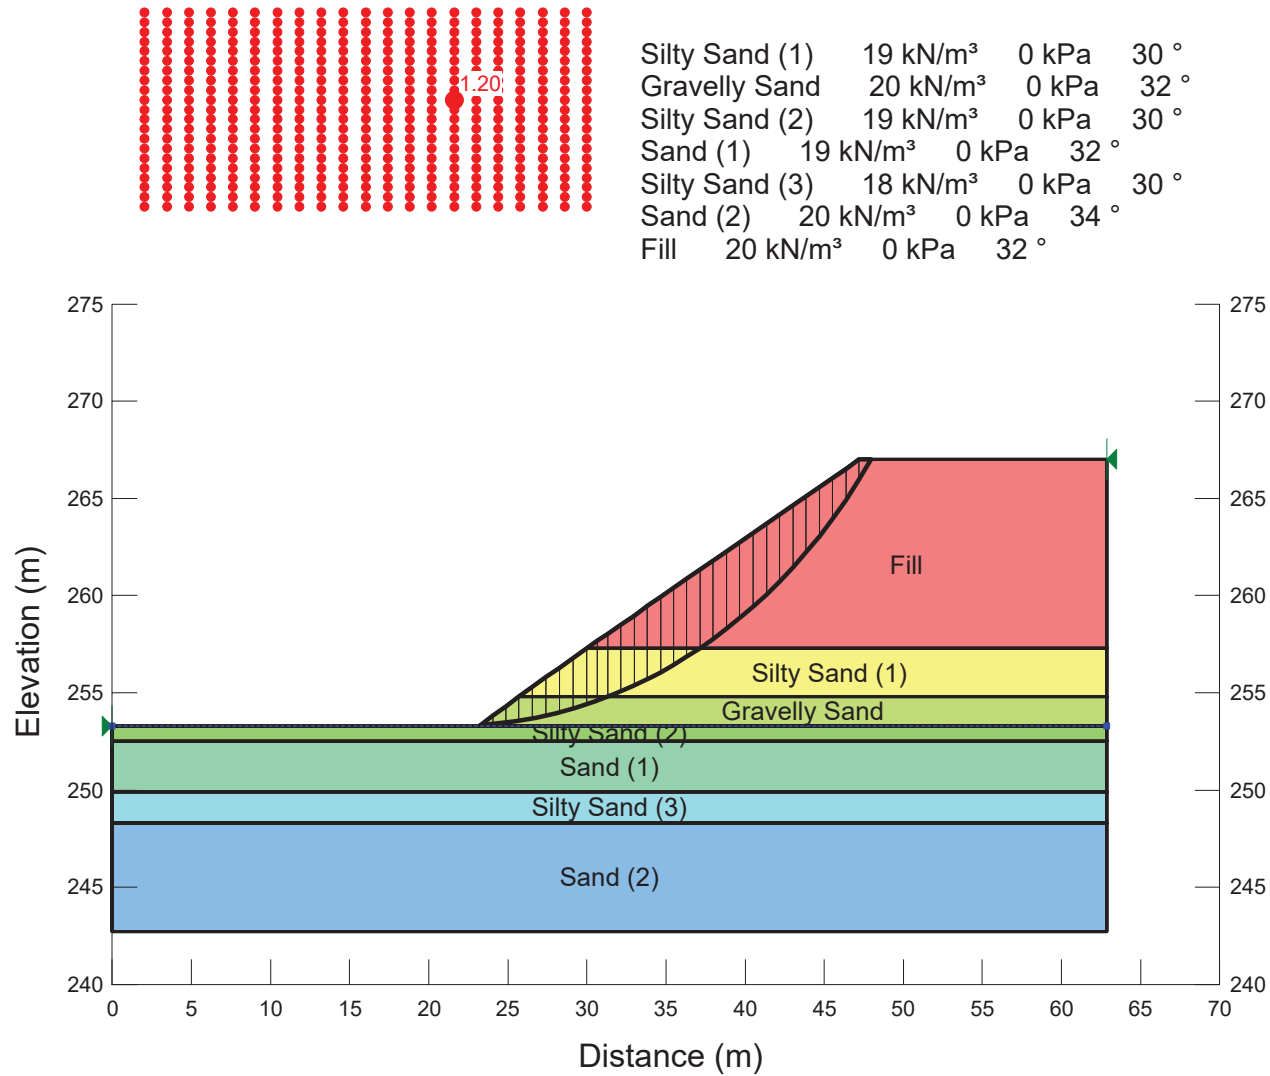 1.20
Silty Sand (1) 19 kN/m³ 0 kPa 30 °
Gravelly Sand 20 kN/m³ 0 kPa 32 °
Silty Sand (2) 19 kN/m³ 0 kPa 30 °
Sand (1) 19 kN/m³ 0 kPa 32 °
Silty Sand (3) 18 kN/m³ 0 kPa 30 °
Sand (2) 20 kN/m³ 0 kPa 34 °
Fill 20 kN/m³ 0 kPa 32 °
275 275
270 270
265 265
Fill
260 260
Silty Sand (1)
255 255
Gravelly Sand
Silty Sand (2)
Sand (1)
250 250
Silty Sand (3)
Sand (2)
245 245
240 240
Elevation (m)
0 5 10 15 20 25 30 35 40 45 50 55 60 65 70
Distance (m)